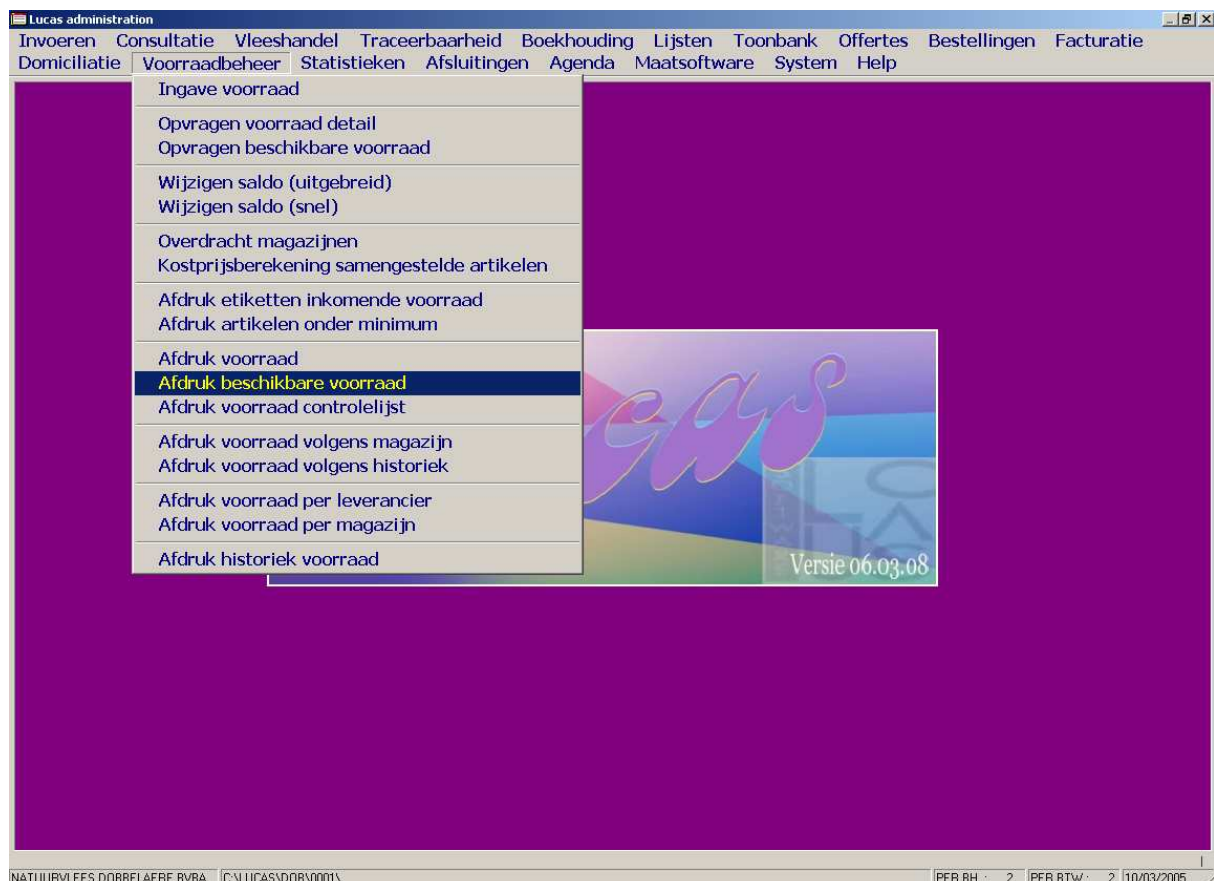 Lucas administration
Invoeren Consultatie Vleeshandel Traceerbaarheid Boekhouding Lijsten Toonbank Offertes Bestellingen Facturatie
Domiciliatie Voorraadbeheer Statistieken Afsluitingen Agenda Maatsoftware System Help
Ingave voorraad
Opvragen voorraad detail
Opvragen beschikbare voorraad
Wijzigen saldo (uitgebreid)
Wijzigen saldo (snel)
Overdracht magazijnen
Kostprijsberekening samengestelde artikelen
Afdruk etiketten inkomende voorraad
Afdruk artikelen onder minimum
Afdruk voorraad
Afdruk beschikbare voorraad
Afdruk voorraad controlelijst
Afdruk voorraad volgens magazijn
Afdruk voorraad volgens historiek
Afdruk voorraad per leverancier
Afdruk voorraad per magazijn
Afdruk historiek voorraad
cas
Versie 06.03.08
NATUURVLEES DOBBELAERE BVBA C:\LUCAS\DOB\0001\ PER BH : 2 PER BTW : 2 10/03/2005